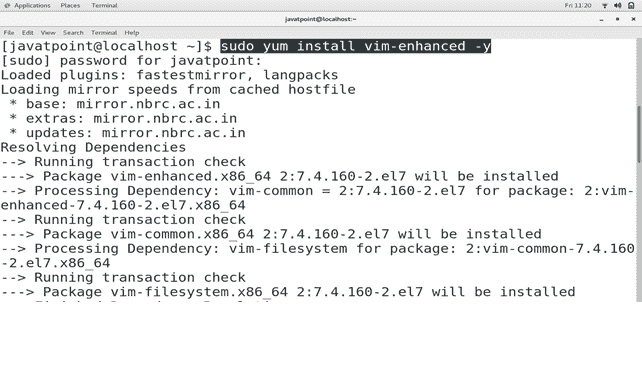 Applications Places Terminal Fri 11:20
javatpoint@localhost:~
File Edit View Search Terminal Help
[javatpoint@localhost ~]$ sudo yum install vim-enhanced -y
[sudo] password for javatpoint:
Loaded plugins: fastestmirror, langpacks
Loading mirror speeds from cached hostfile
 * base: mirror.nbrc.ac.in
 * extras: mirror.nbrc.ac.in
 * updates: mirror.nbrc.ac.in
Resolving Dependencies
--> Running transaction check
---> Package vim-enhanced.x86_64 2:7.4.160-2.el7 will be installed
--> Processing Dependency: vim-common = 2:7.4.160-2.el7 for package: 2:vim-
enhanced-7.4.160-2.el7.x86_64
--> Running transaction check
---> Package vim-common.x86_64 2:7.4.160-2.el7 will be installed
--> Processing Dependency: vim-filesystem for package: 2:vim-common-7.4.160
-2.el7.x86_64
--> Running transaction check
---> Package vim-filesystem.x86_64 2:7.4.160-2.el7 will be installed